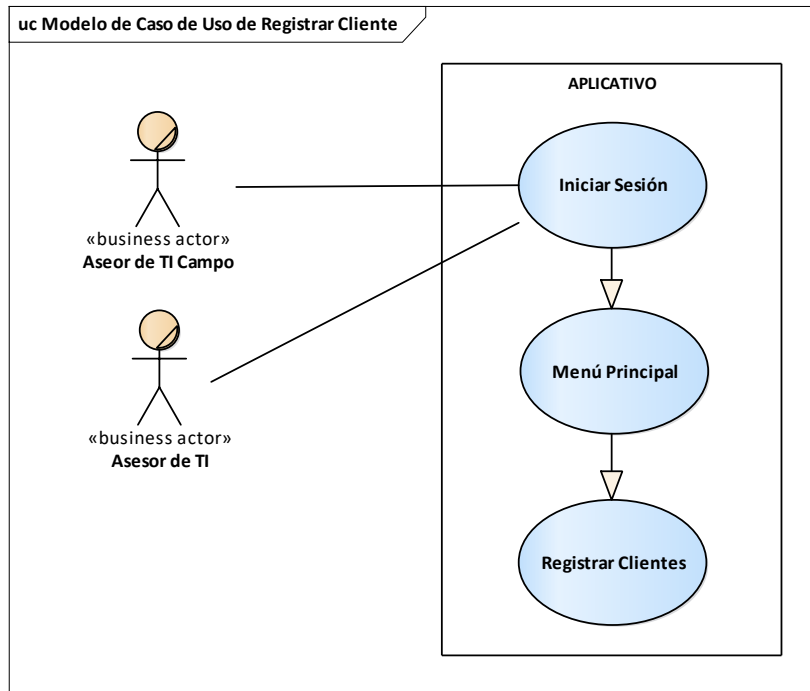 uc Modelo de Caso de Uso de Registrar Cliente
APLICATIVO
Iniciar Sesión
«business actor»
Aseor de TI Campo
Menú Principal
«business actor»
Asesor de TI
Registrar Clientes